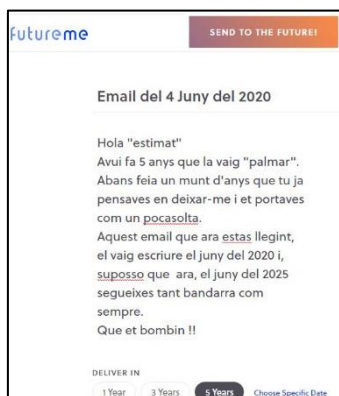 futureme
SEND TO THE FUTURE!
Email del 4 Juny del 2020
Hola "estimat"
Avui fa 5 anys que la vaig "palmar".
Abans feia un munt d'anys que tu ja
pensaves en deixar-me i et portaves
com un pocasolta.
Aquest email que ara estas llegint,
el vaig escriure el juny del 2020 i,
suposso que ara, el juny del 2025
segueixes tant bandarra com
sempre.
Que et bombin !!
DELIVER IN
1 Year 3 Years 5 Years Choose Specific Date